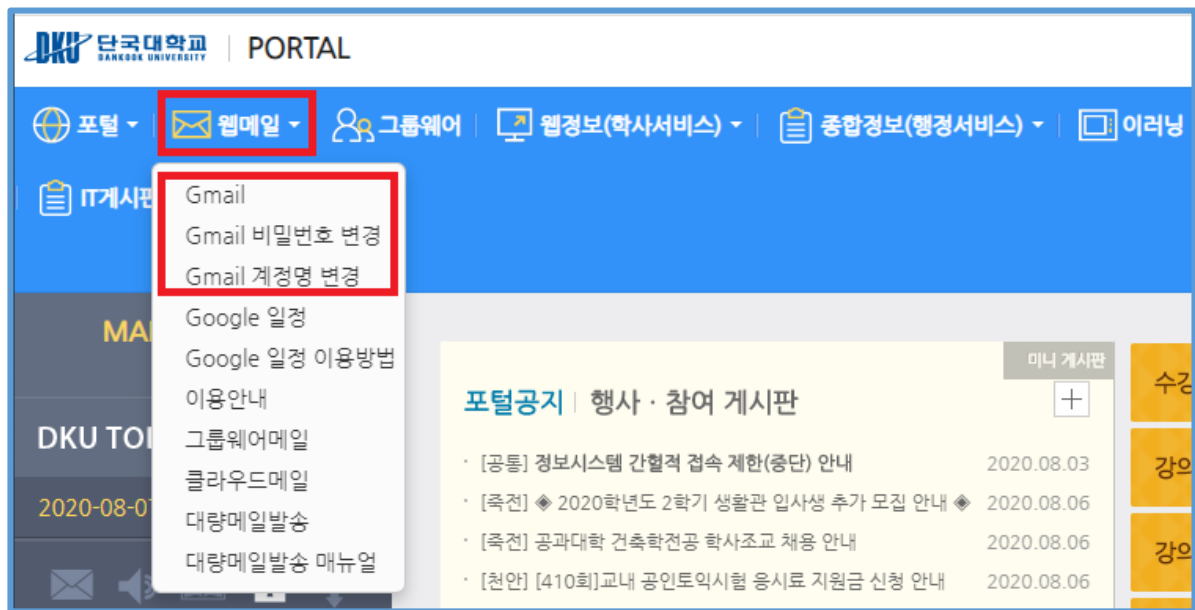 DKU 단국대학교 PORTAL
DANKOOK UNIVERSITY
포털 웹메일 그룹웨어 웹정보(학사서비스) 종합정보(행정서비스) 이러닝
IT게시판
Gmail
Gmail 비밀번호 변경
Gmail 계정명 변경
Google 일정
Google 일정 이용방법
이용안내
그룹웨어메일
클라우드메일
대량메일발송
대량메일발송 매뉴얼
DKU
2020-08-0
미니 게시판
포털공지 행사 · 참여 게시판
· [공통] 정보시스템 간헐적 접속 제한(중단) 안내 2020.08.03
· [죽전] ◈ 2020학년도 2학기 생활관 입사생 추가 모집 안내 ◈ 2020.08.06
· [죽전] 공과대학 건축학전공 학사조교 채용 안내 2020.08.06
· [천안] [410회]교내 공인토익시험 응시료 지원금 신청 안내 2020.08.06
수강
강의
강의